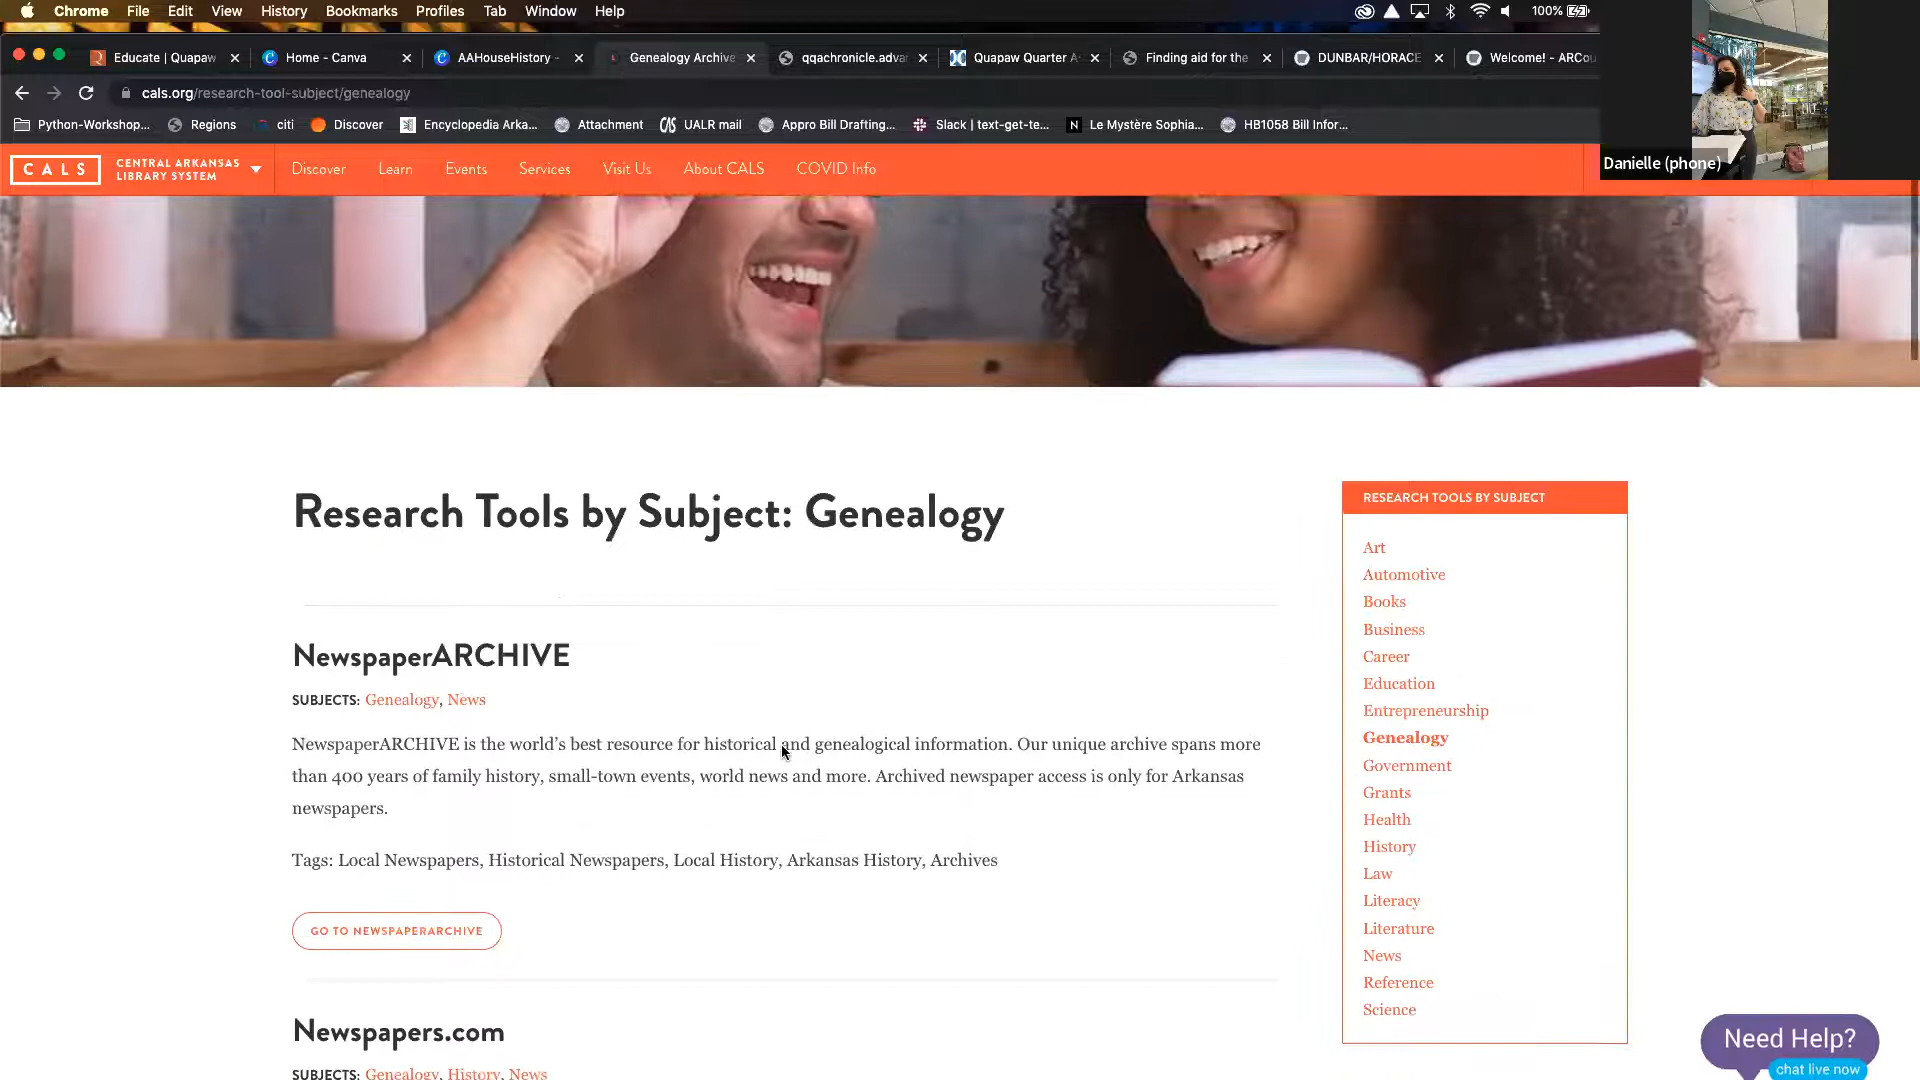 Chrome File Edit View History Bookmarks Profiles Tab Window Help 100%
Educate | Quapaw Home - Canva AAHouseHistory - Genealogy Archive qqachronicle.adva Quapaw Quarter A Finding aid for the DUNBAR/HORACE Welcome! - ARCou
cals.org/research-tool-subject/genealogy
Python-Workshop... Regions citi Discover Encyclopedia Arka... Attachment UALR mail Appro Bill Drafting... Slack | text-get-te... Le Mystère Sophia... HB1058 Bill Infor...
Danielle (phone)
CALS
CENTRAL ARKANSAS
LIBRARY SYSTEM
Discover Learn Events Services Visit Us About CALS COVID Info
Research Tools by Subject: Genealogy
NewspaperARCHIVE
SUBJECTS: Genealogy, News
NewspaperARCHIVE is the world's best resource for historical and genealogical information. Our unique archive spans more
than 400 years of family history, small-town events, world news and more. Archived newspaper access is only for Arkansas
newspapers.
Tags: Local Newspapers, Historical Newspapers, Local History, Arkansas History, Archives
GO TO NEWSPAPERARCHIVE
Newspapers.com
SUBJECTS: Genealogy, History, News
RESEARCH TOOLS BY SUBJECT
Art
Automotive
Books
Business
Career
Education
Entrepreneurship
Genealogy
Government
Grants
Health
History
Law
Literacy
Literature
News
Reference
Science
Need Help?
chat live now